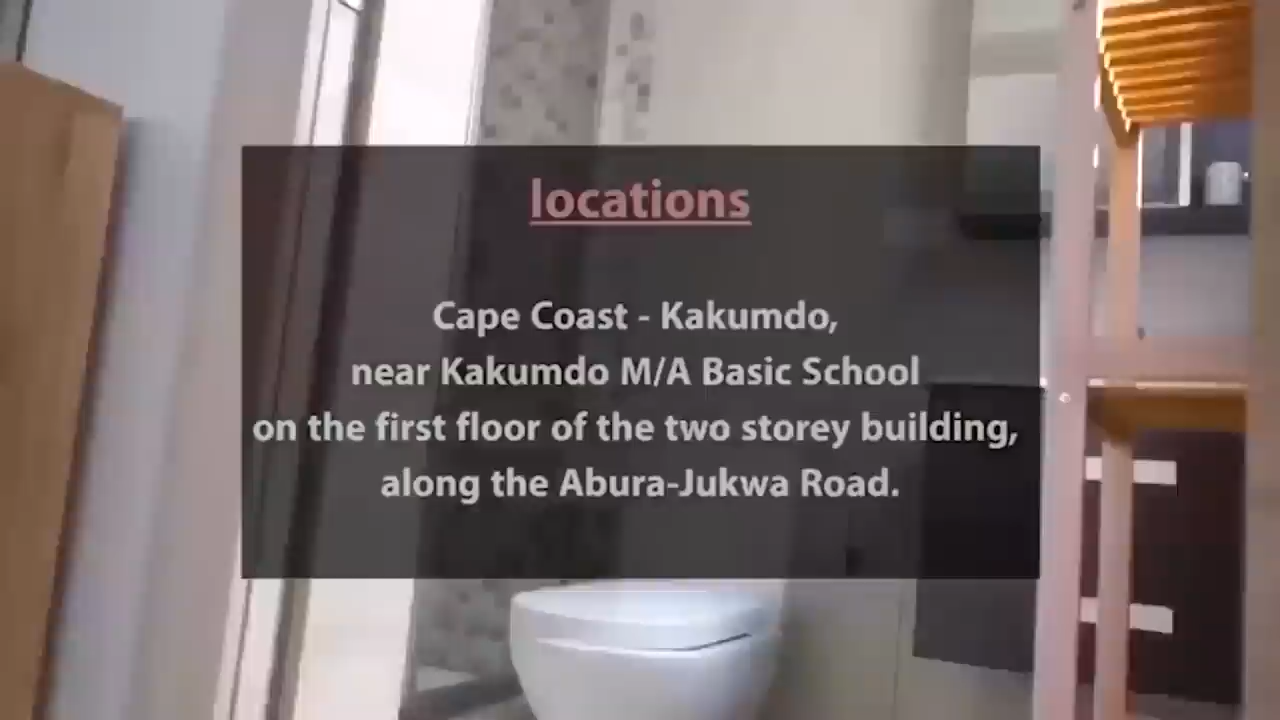 locations
Cape Coast - Kakumdo,
near Kakumdo M/A Basic School
on the first floor of the two storey building,
along the Abura-Jukwa Road.